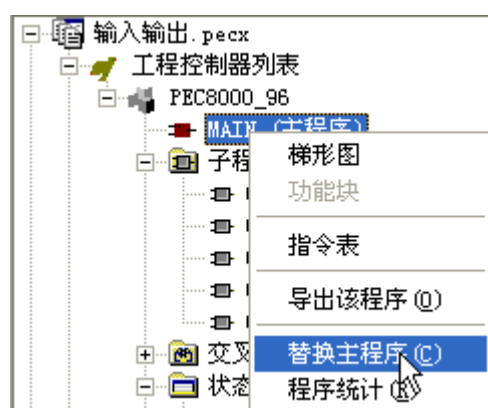 输入输出.pecx
工程控制器列表
PEC8000_96
MAIN (主程序)
子程
梯形图
功能块
指令表
导出该程序(O)
替换主程序(C)
交叉
程序统计(R)
状态